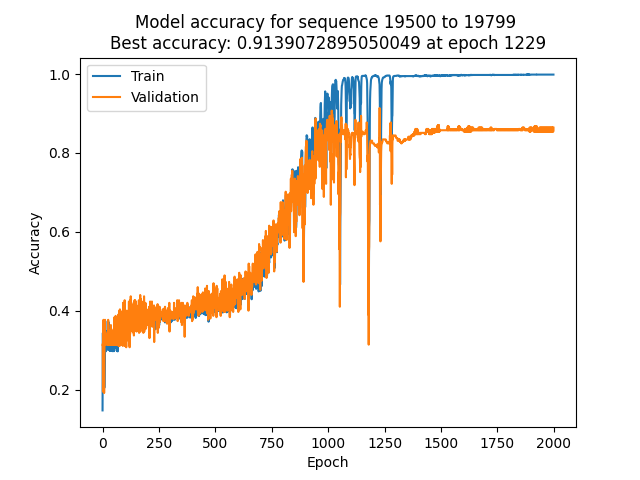 Model accuracy for sequence 19500 to 19799
Best accuracy: 0.9139072895050049 at epoch 1229
Train
Validation
1.0
0.8
0.6
0.4
0.2
Accuracy
0
250
500
750
1000
1250
1500
1750
2000
Epoch